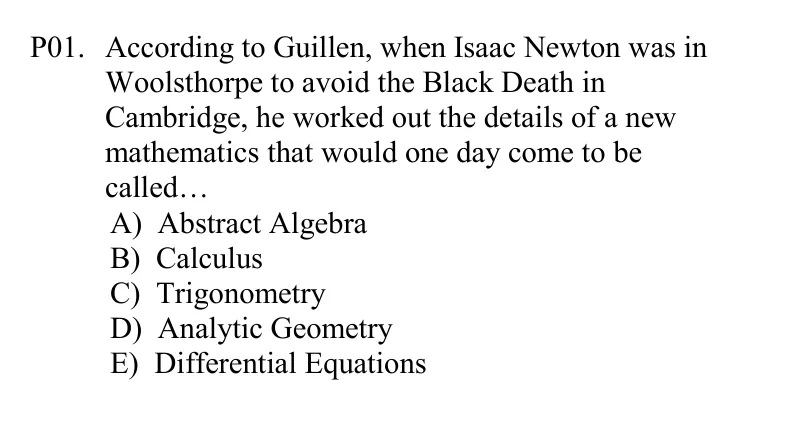 P01. According to Guillen, when Isaac Newton was in
Woolsthorpe to avoid the Black Death in
Cambridge, he worked out the details of a new
mathematics that would one day come to be
called…
A) Abstract Algebra
B) Calculus
C) Trigonometry
D) Analytic Geometry
E) Differential Equations